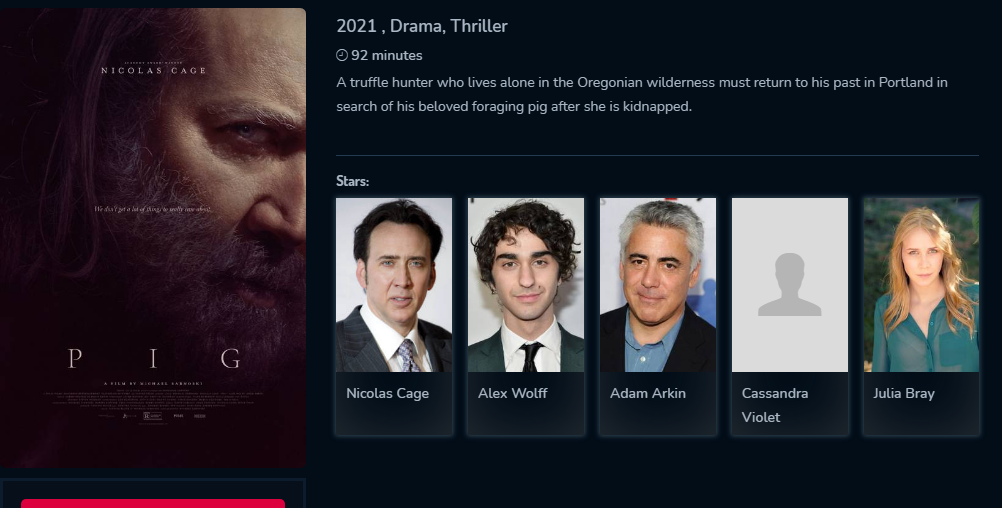 NICOLAS CAGE
We don't get a lot of things to really care about.
P I G
A FILM BY MICHAEL SARNOSKI
2021 , Drama, Thriller
92 minutes
A truffle hunter who lives alone in the Oregonian wilderness must return to his past in Portland in
search of his beloved foraging pig after she is kidnapped.
Stars:
Nicolas Cage
Alex Wolff
Adam Arkin
Cassandra
Violet
Julia Bray